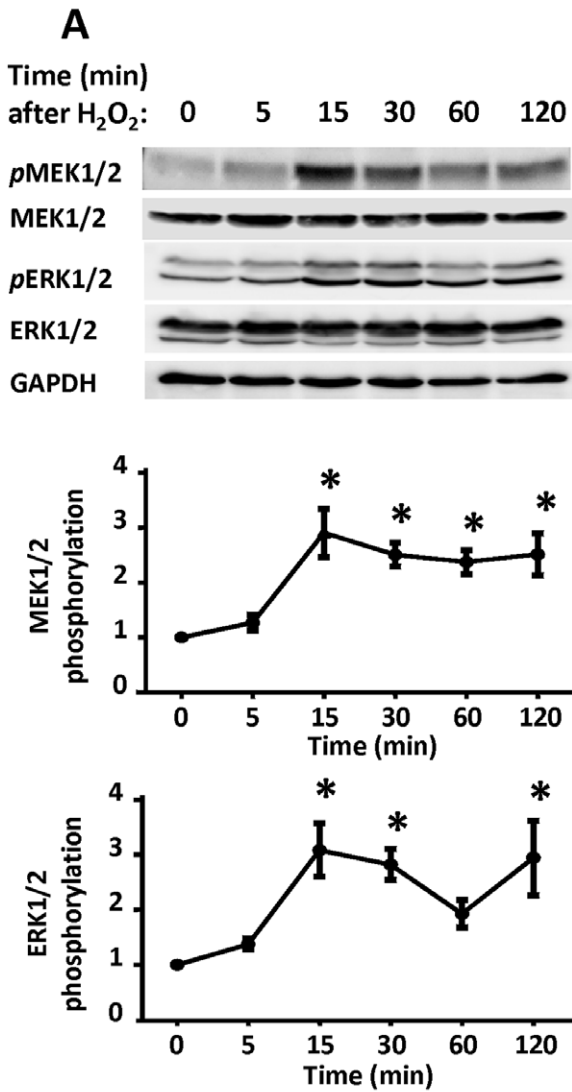 A
Time (min)
after H₂O₂: 0 5 15 30 60 120
pMEK1/2
MEK1/2
pERK1/2
ERK1/2
GAPDH
MEK1/2
phosphorylation
4
3
2
1
0
* * * *
0 5 15 30 60 120
Time (min)
ERK1/2
phosphorylation
4
3
2
1
0
* * *
0 5 15 30 60 120
Time (min)